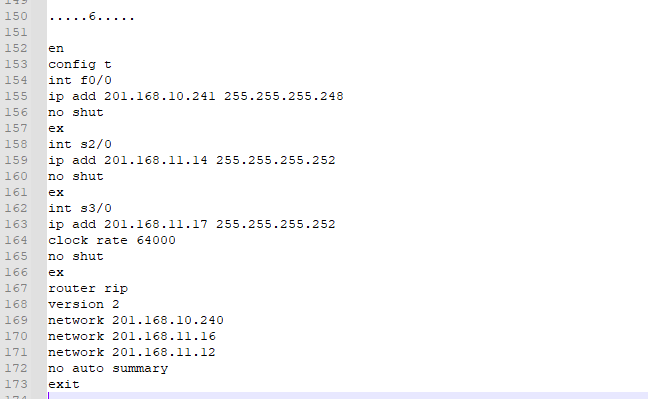 150 .....6.....
151
152 en
153 config t
154 int f0/0
155 ip add 201.168.10.241 255.255.255.248
156 no shut
157 ex
158 int s2/0
159 ip add 201.168.11.14 255.255.255.252
160 no shut
161 ex
162 int s3/0
163 ip add 201.168.11.17 255.255.255.252
164 clock rate 64000
165 no shut
166 ex
167 router rip
168 version 2
169 network 201.168.10.240
170 network 201.168.11.16
171 network 201.168.11.12
172 no auto summary
173 exit